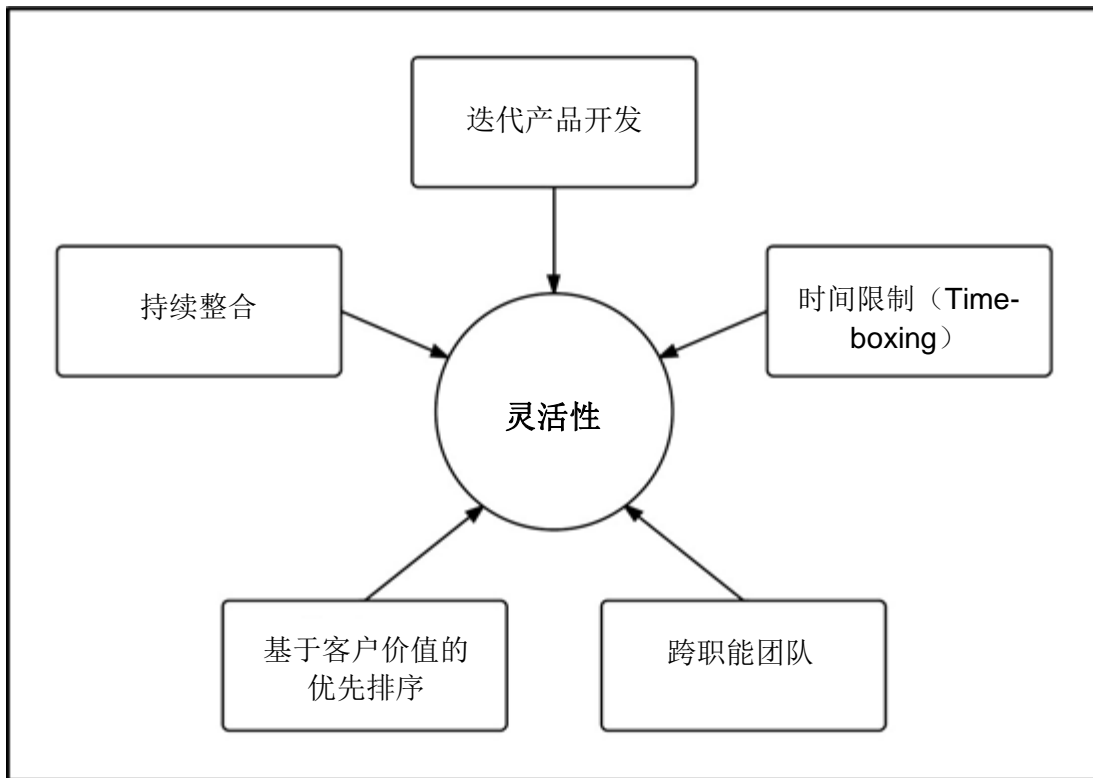 迭代产品开发
持续整合
时间限制（Time-
boxing）
灵活性
基于客户价值的
优先排序
跨职能团队